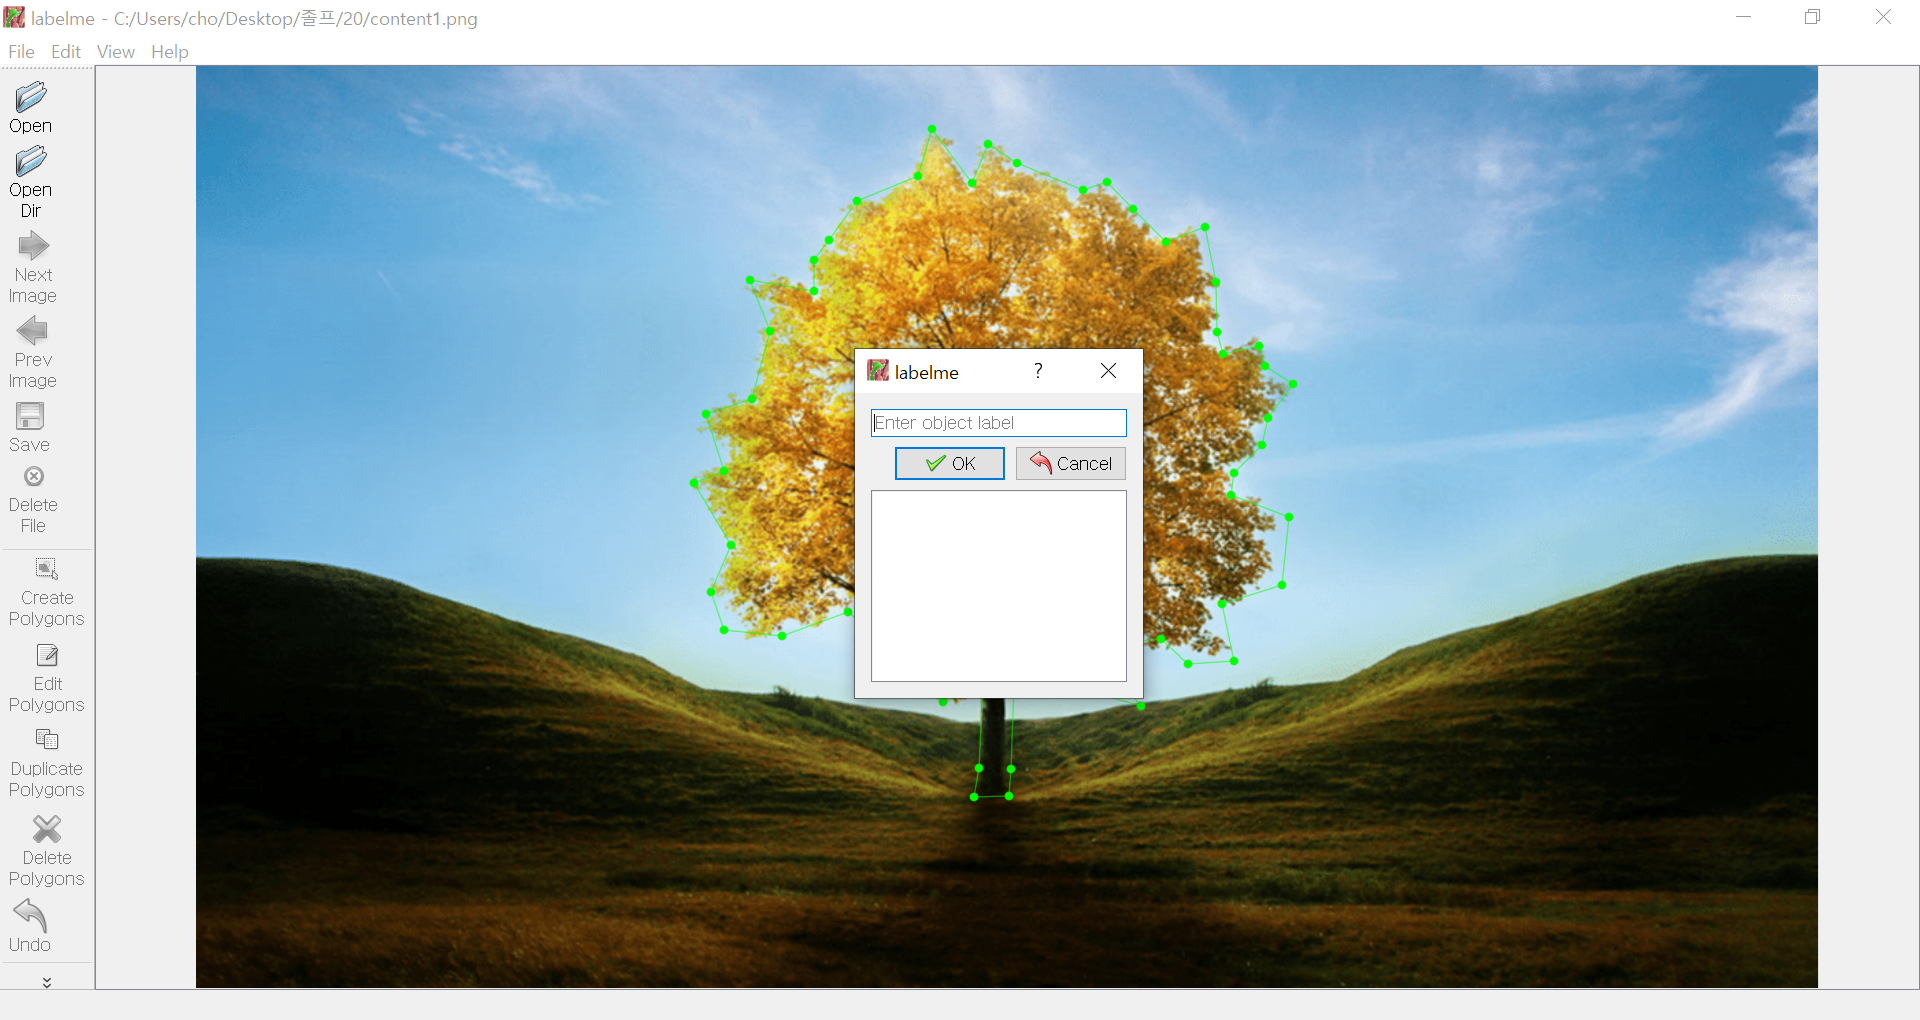 labelme - C:/Users/cho/Desktop/졸프/20/content1.png
File Edit View Help
Open
Open
Dir
Next
Image
Prev
Image
Save
Delete
File
Create
Polygons
Edit
Polygons
Duplicate
Polygons
Delete
Polygons
Undo
labelme ?
Enter object label
OK Cancel